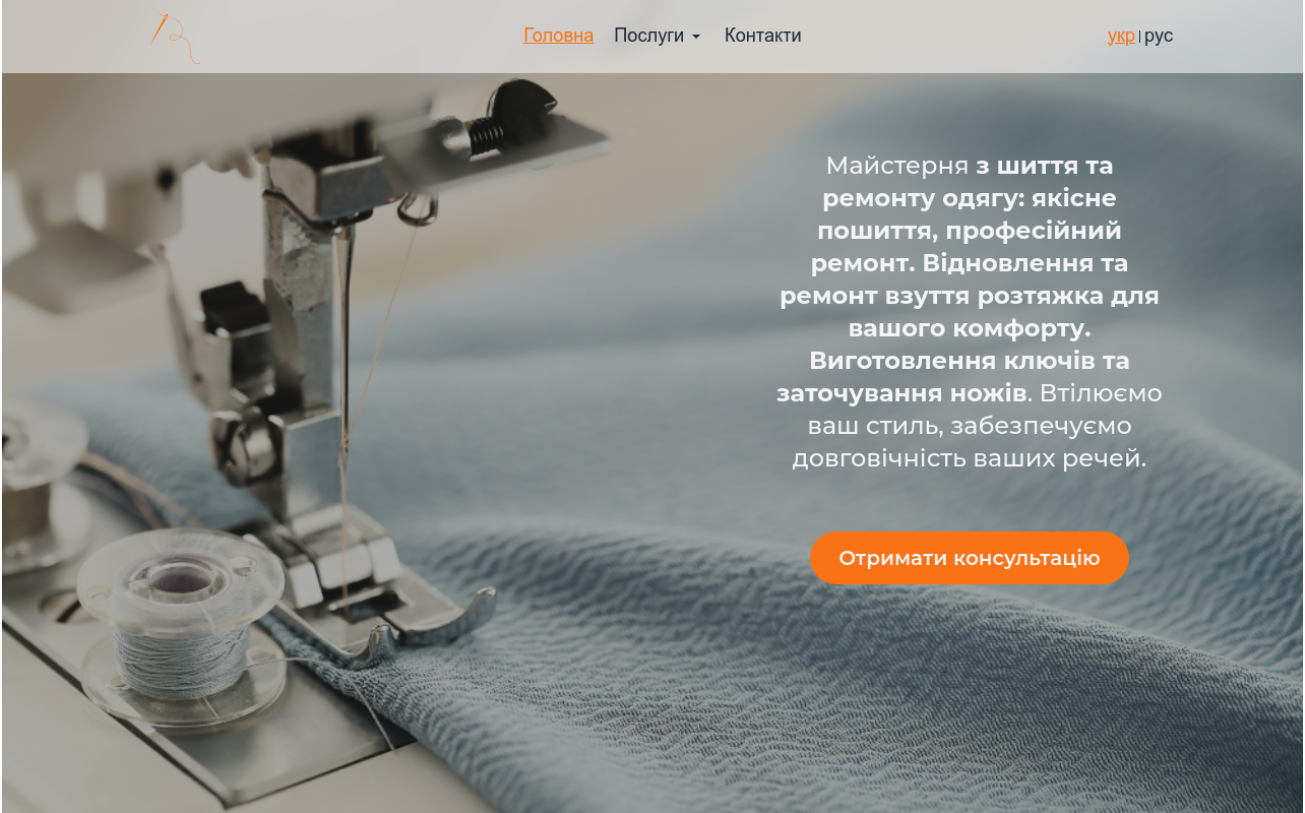 Головна Послуги Контакти укр | рус
Майстерня з шиття та
ремонту одягу: якісне
пошиття, професійний
ремонт. Відновлення та
ремонт взуття розтяжка для
вашого комфорту.
Виготовлення ключів та
заточування ножів. Втілюємо
ваш стиль, забезпечуємо
довговічність ваших речей.
Отримати консультацію